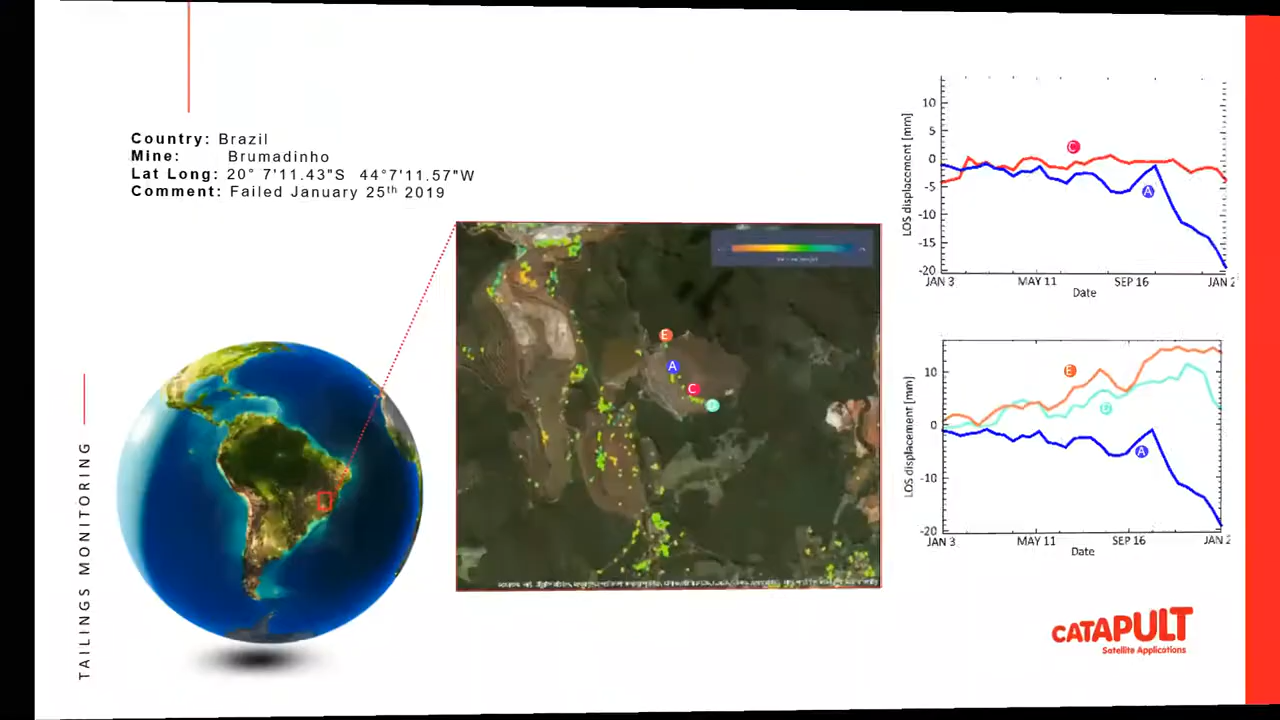 Country: Brazil
Mine: Brumadinho
Lat Long: 20° 7'11.43"S 44°7'11.57"W
Comment: Failed January 25th 2019
TAILINGS MONITORING
E
A
C
D
LOS displacement [mm]
10
5
0
-5
-10
-15
-20
C
A
JAN 3
MAY 11
SEP 16
JAN 2
Date
LOS displacement [mm]
10
0
-10
-20
E
D
A
JAN 3
MAY 11
SEP 16
JAN 2
Date
CATAPULT
Satellite Applications